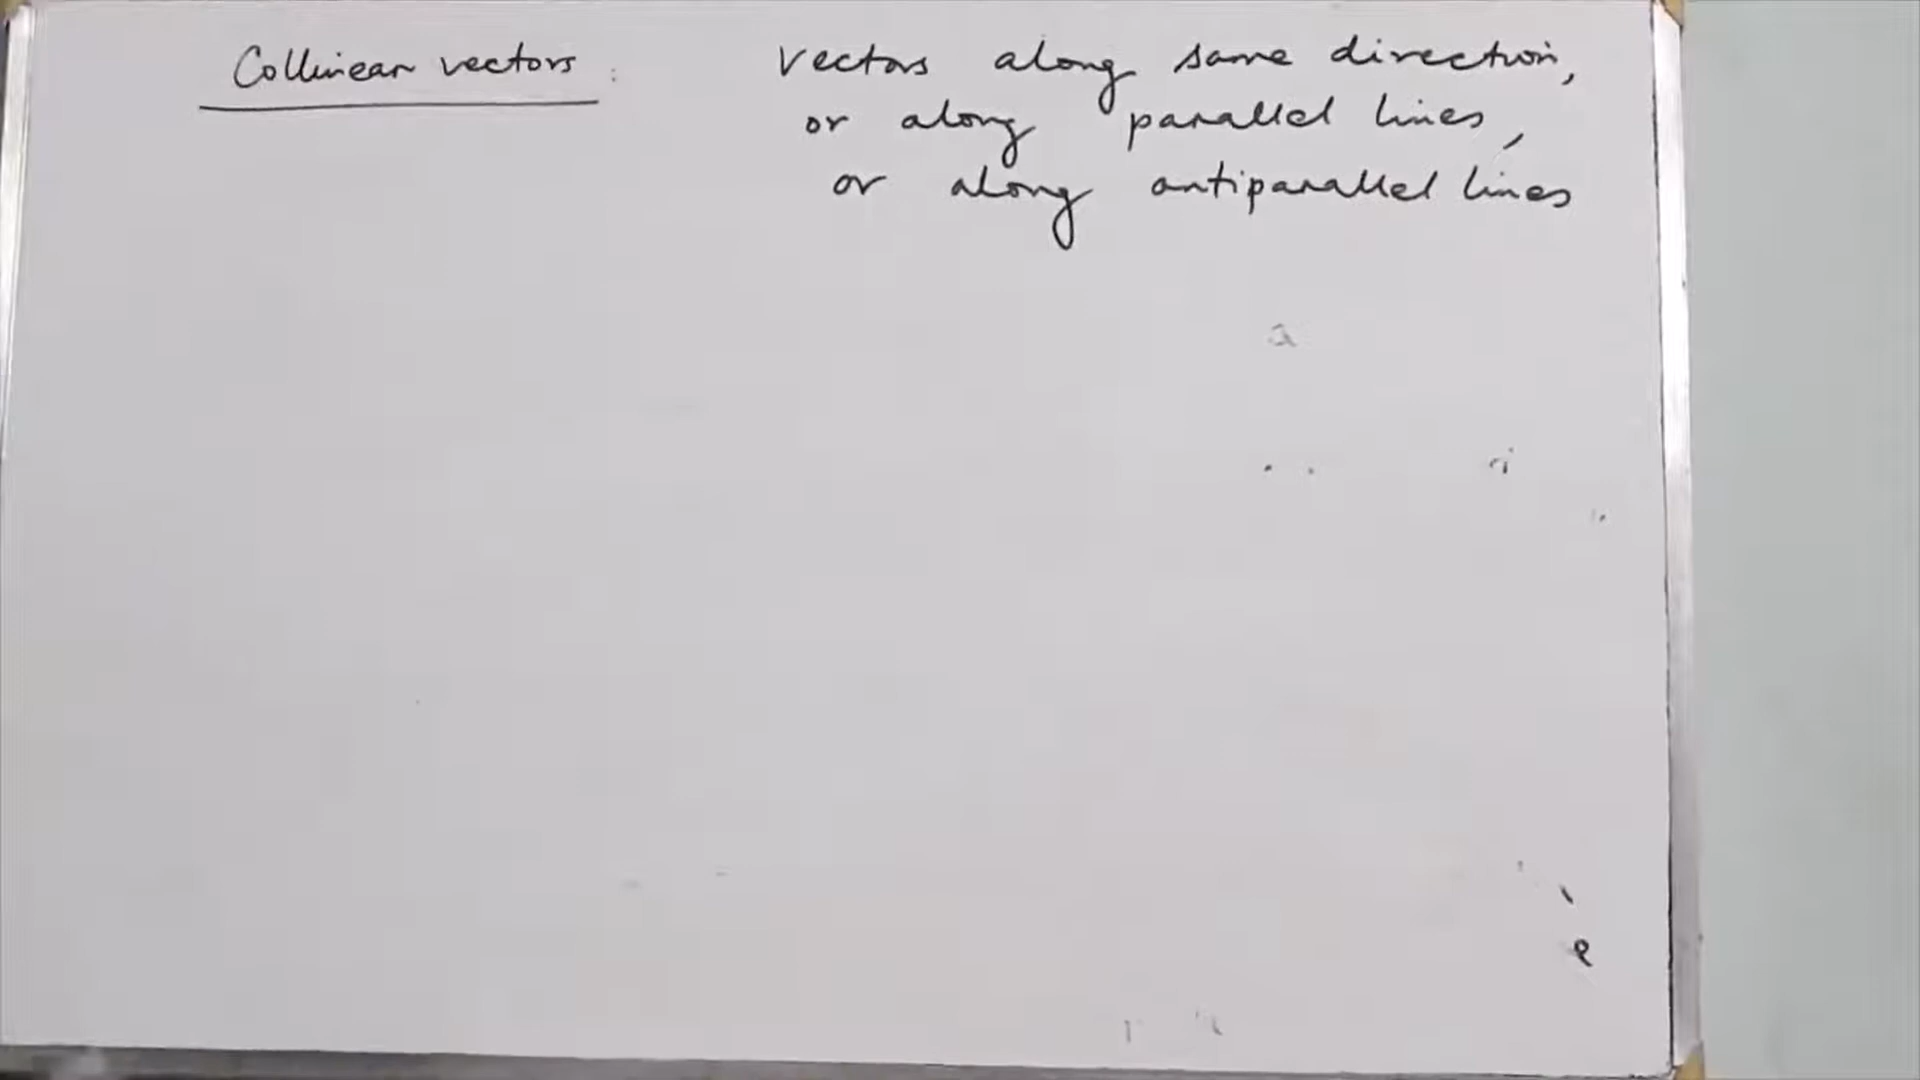 Collinear vectors :
vectors along same direction,
or along parallel lines,
or along antiparallel lines